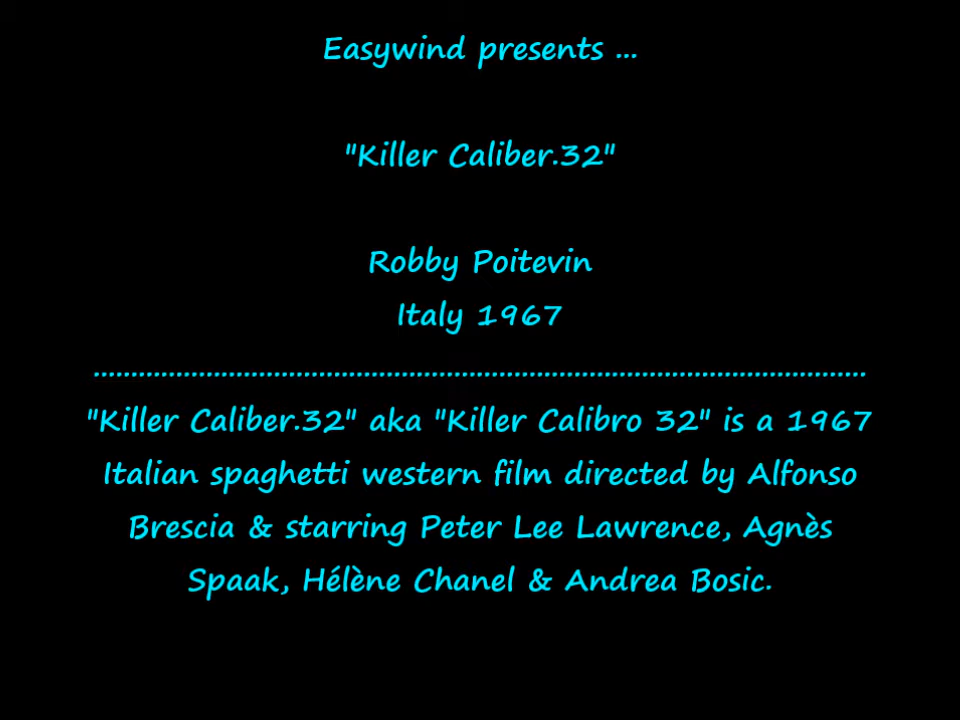 Easywind presents ...
"Killer Caliber.32"
Robby Poitevin
Italy 1967
.......................................................................................................
"Killer Caliber.32" aka "Killer Calibro 32" is a 1967
Italian spaghetti western film directed by Alfonso
Brescia & starring Peter Lee Lawrence, Agnès
Spaak, Hélène Chanel & Andrea Bosic.